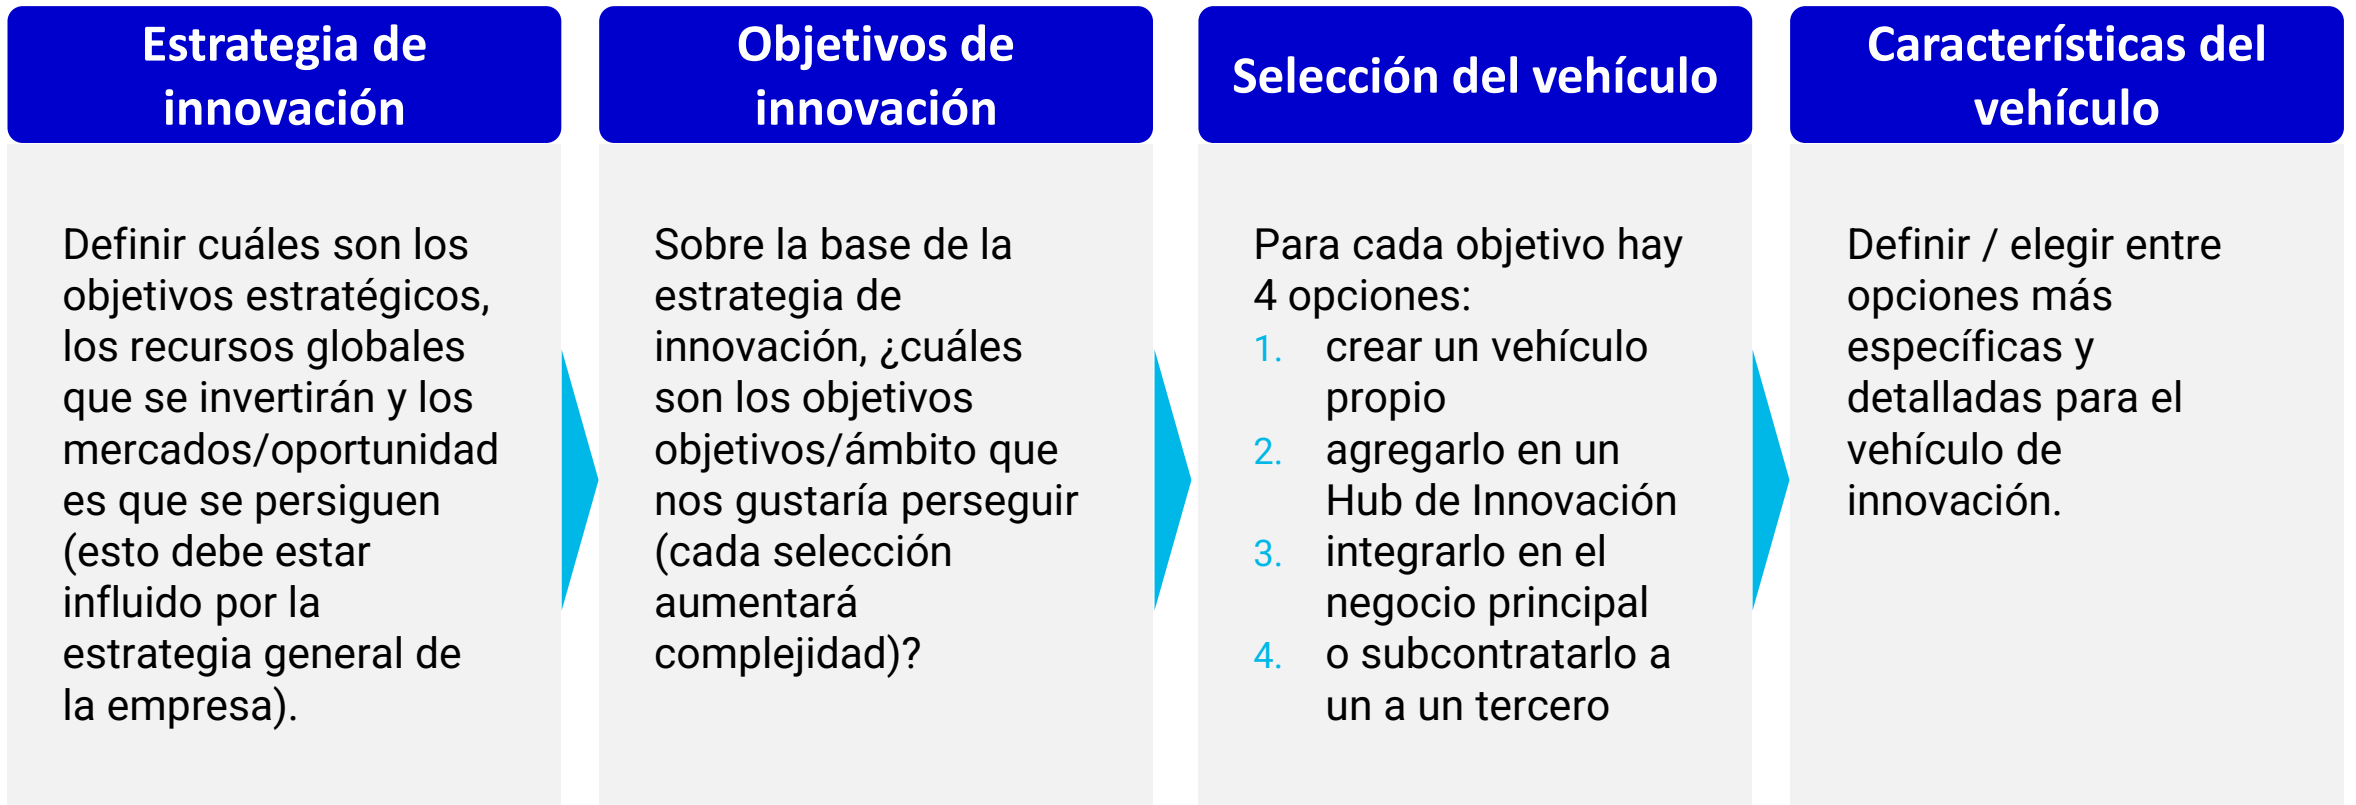 Estrategia de
innovación
Definir cuáles son los
objetivos estratégicos,
los recursos globales
que se invertirán y los
mercados/oportunidad
es que se persiguen
(esto debe estar
influido por la
estrategia general de
la empresa).
Objetivos de
innovación
Sobre la base de la
estrategia de
innovación, ¿cuáles
son los objetivos
objetivos/ámbito que
nos gustaría perseguir
(cada selección
aumentará
complejidad)?
Selección del vehículo
Para cada objetivo hay
4 opciones:
1. crear un vehículo
propio
2. agregarlo en un
Hub de Innovación
3. integrarlo en el
negocio principal
4. o subcontratarlo a
un a un tercero
Características del
vehículo
Definir / elegir entre
opciones más
específicas y
detalladas para el
vehículo de
innovación.